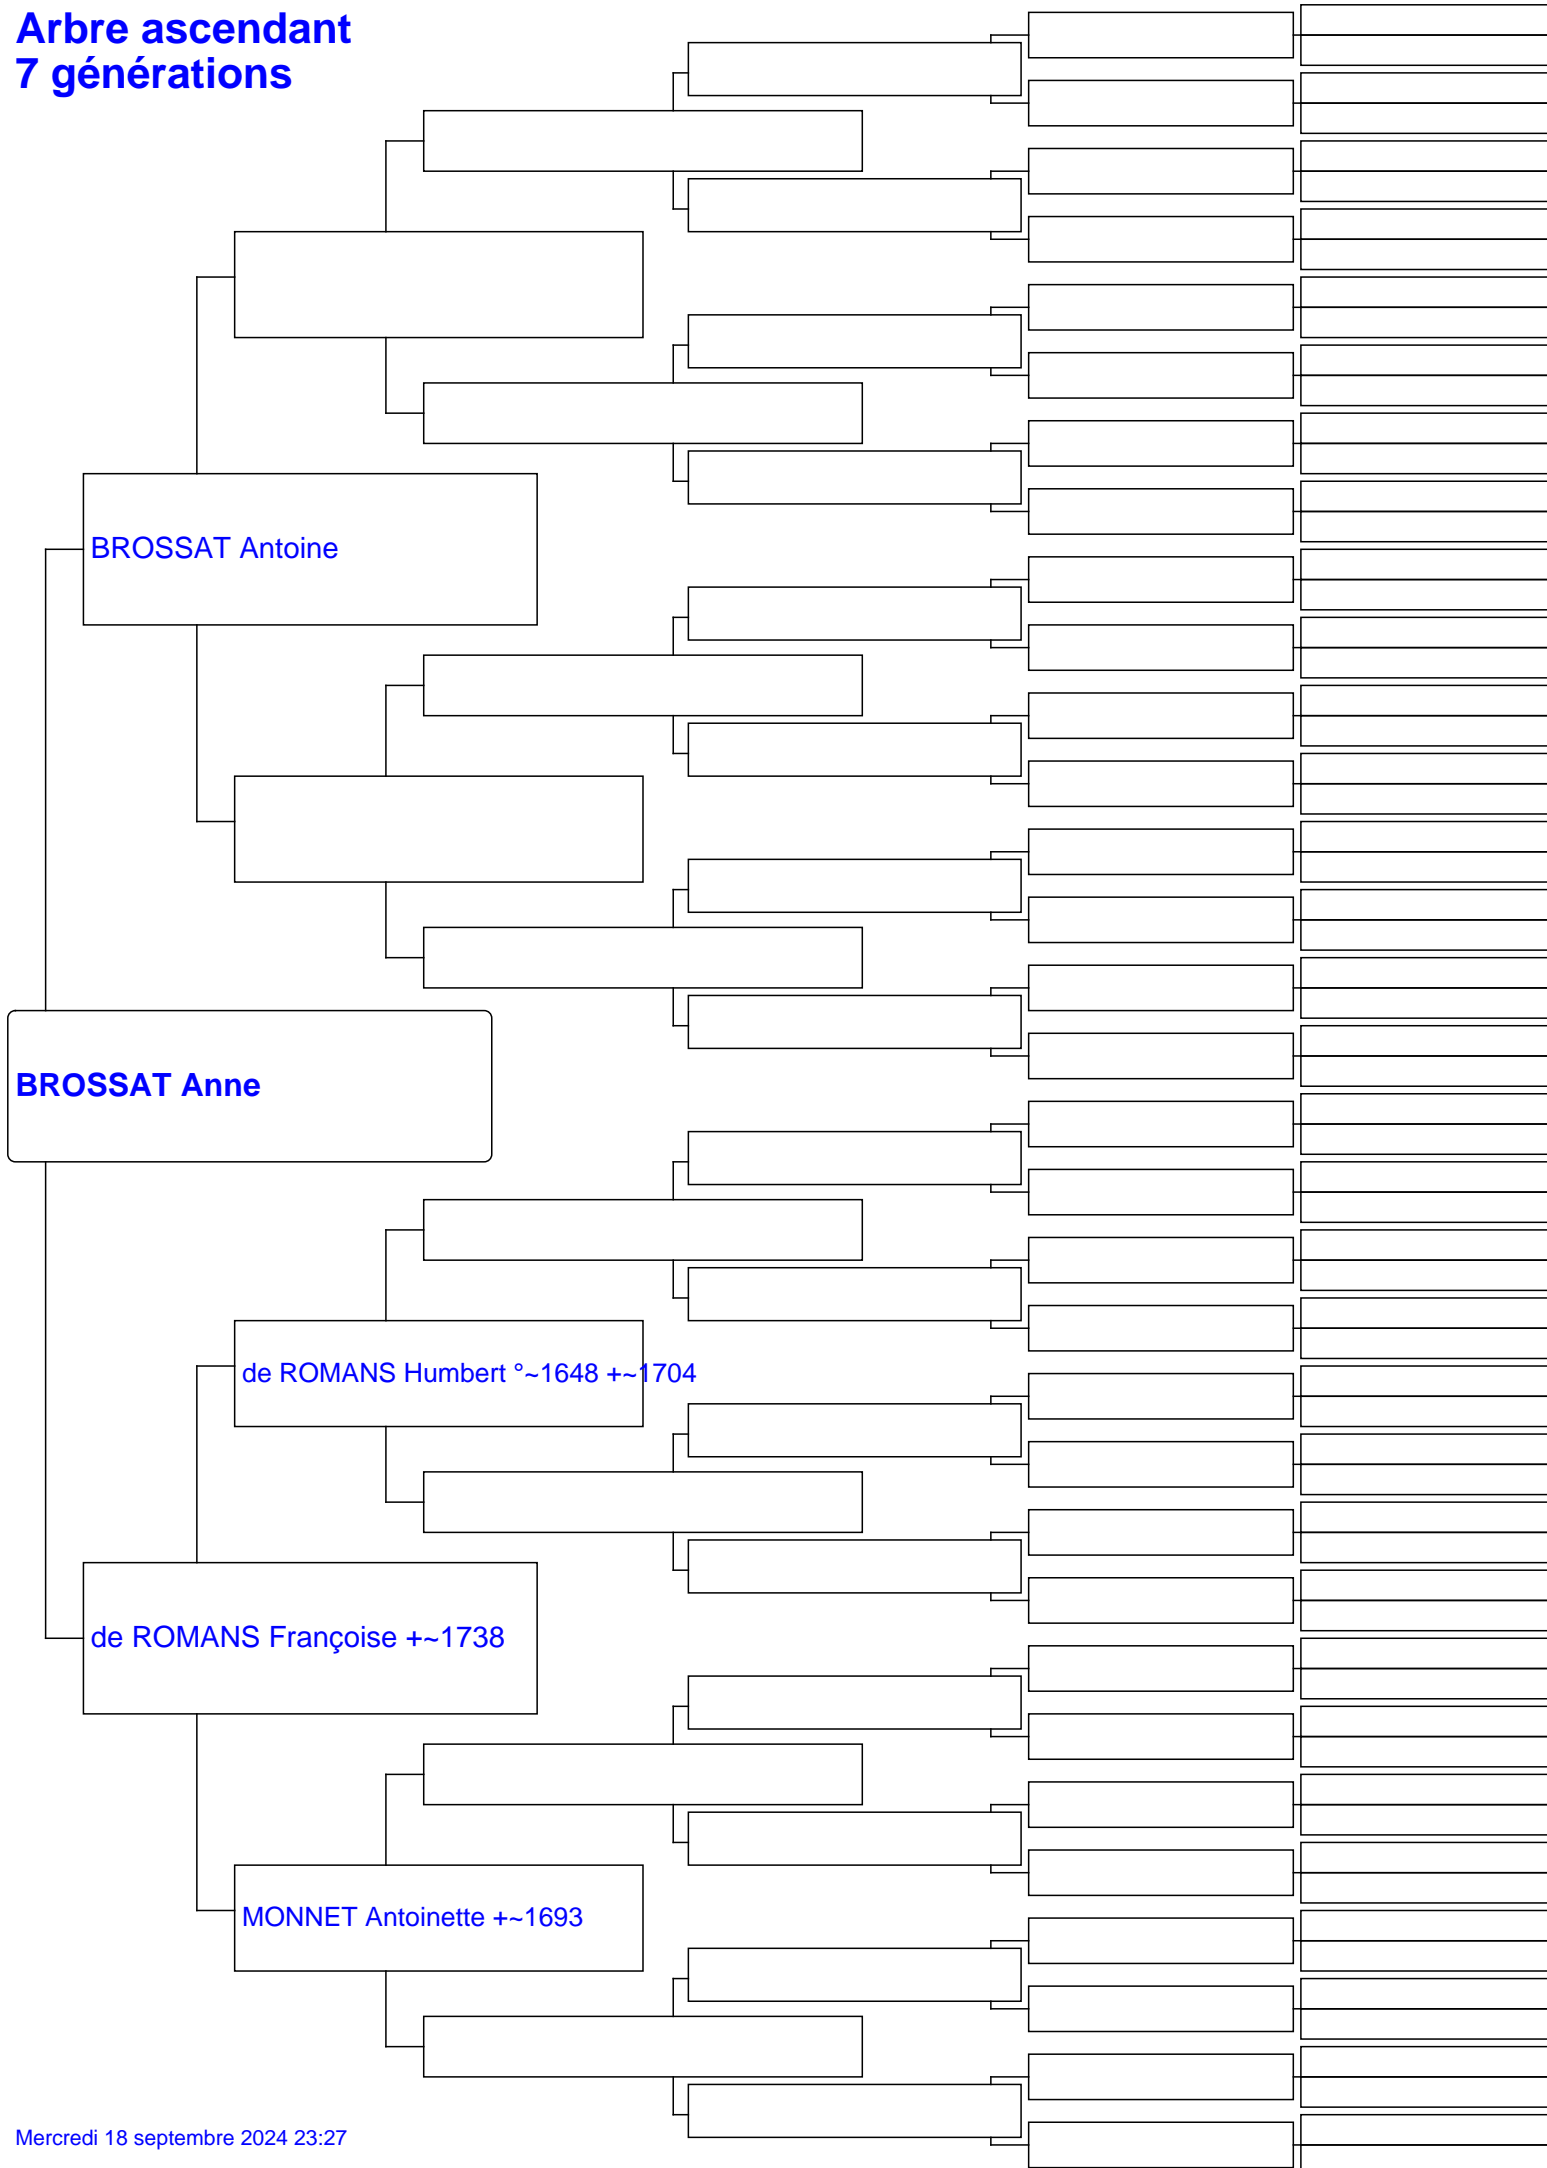 Arbre ascendant
7 générations
BROSSAT Antoine
BROSSAT Anne
de ROMANS Humbert °~1648 +~1704
de ROMANS Françoise +~1738
MONNET Antoinette +~1693
Mercredi 18 septembre 2024 23:27